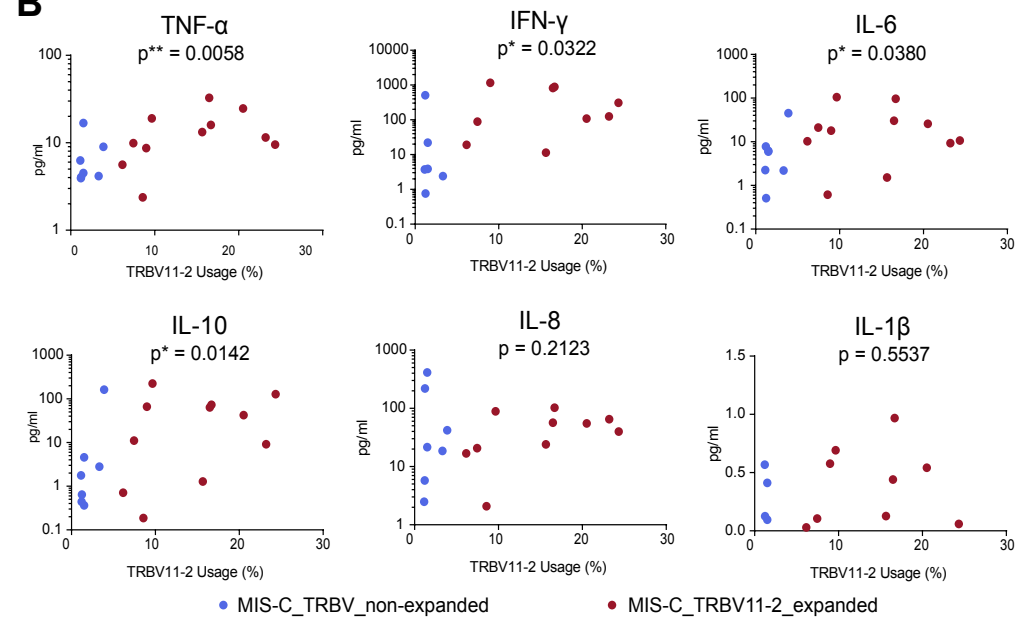 B
TNF-α
p** = 0.0058
100
10
1
pg/ml
0 10 20 30
TRBV11-2 Usage (%)
IFN-γ
p* = 0.0322
10000
1000
100
10
1
0.1
pg/ml
0 10 20 30
TRBV11-2 Usage (%)
IL-6
p* = 0.0380
1000
100
10
1
0.1
pg/ml
0 10 20 30
TRBV11-2 Usage (%)
IL-10
p* = 0.0142
1000
100
10
1
0.1
pg/ml
0 10 20 30
TRBV11-2 Usage (%)
IL-8
p = 0.2123
1000
100
10
1
pg/ml
0 10 20 30
TRBV11-2 Usage (%)
IL-1β
p = 0.5537
1.5
1.0
0.5
0.0
pg/ml
0 10 20 30
TRBV11-2 Usage (%)
MIS-C_TRBV_non-expanded
MIS-C_TRBV11-2_expanded